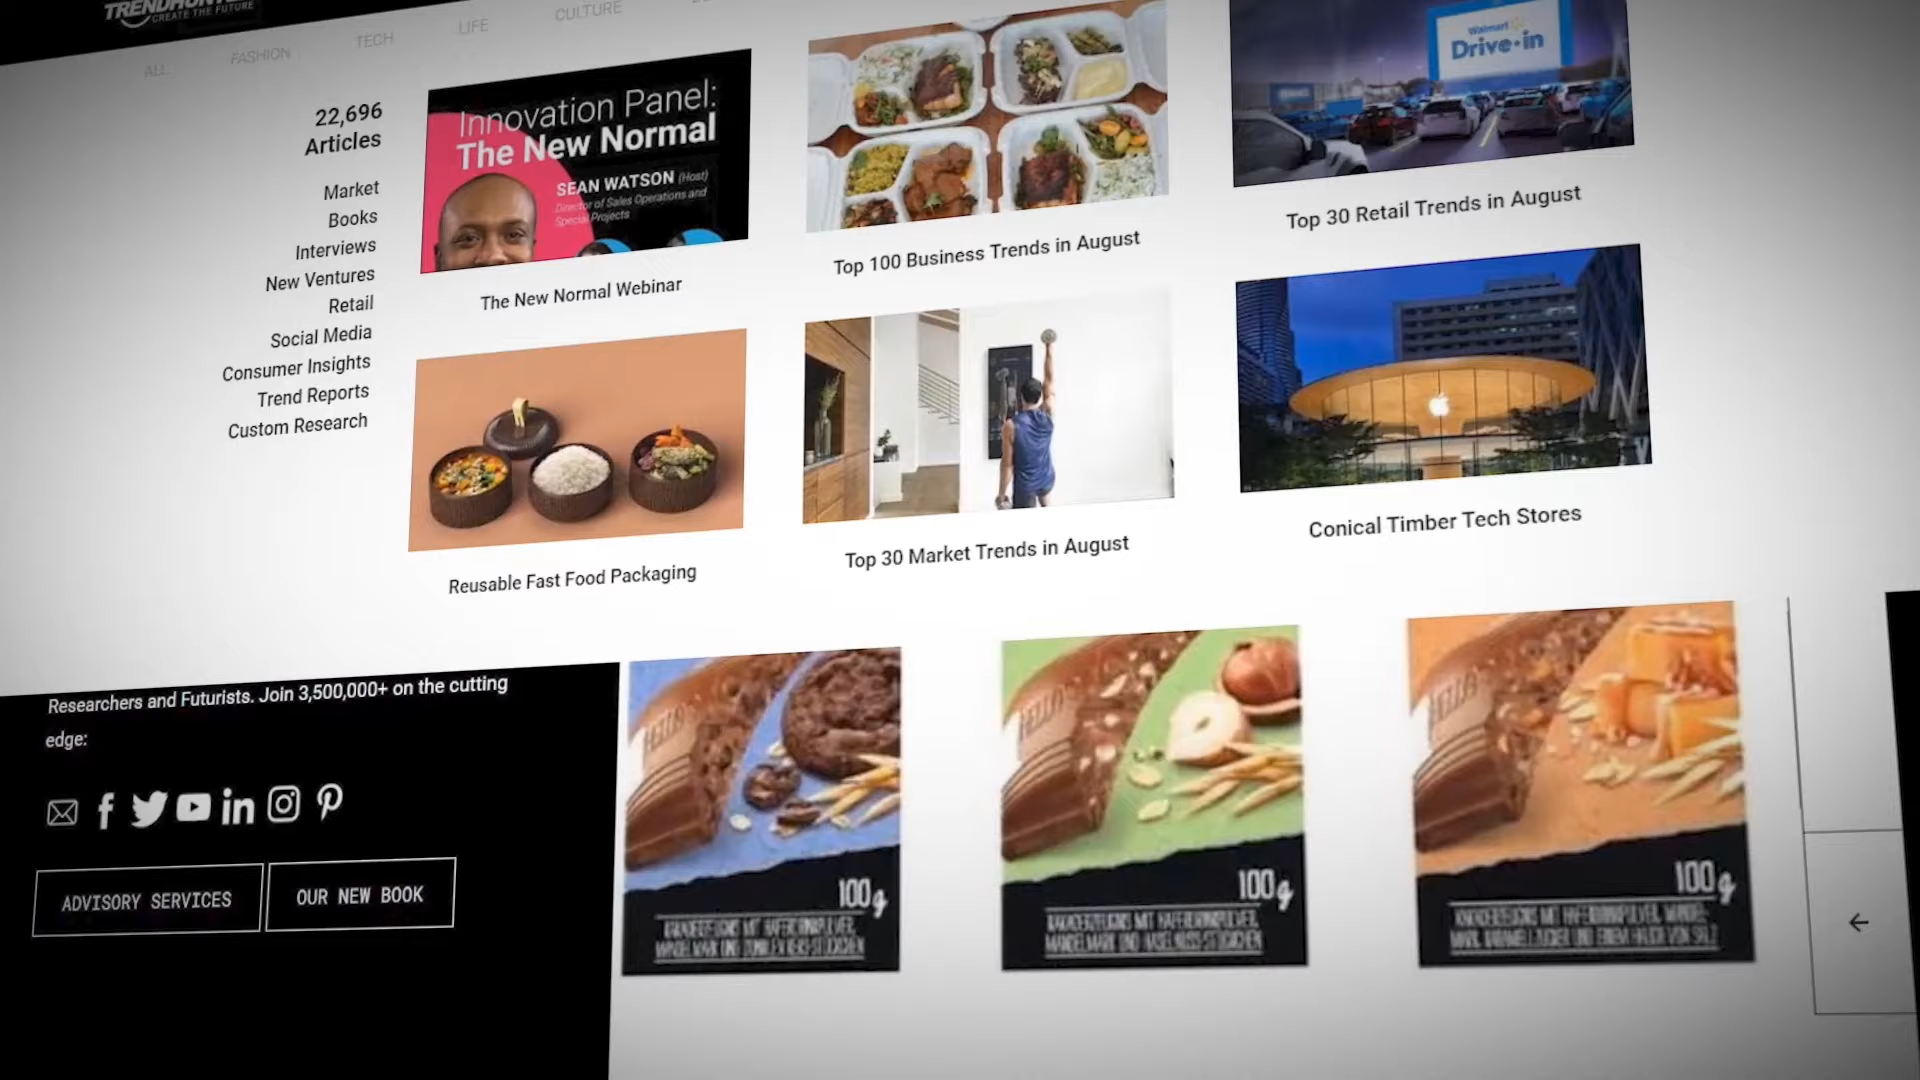 TRENDHUNTER
CREATE THE FUTURE
ALL
FASHION
TECH
LIFE
CULTURE
22,696
Articles
Market
Books
Interviews
New Ventures
Retail
Social Media
Consumer Insights
Trend Reports
Custom Research
Innovation Panel:
The New Normal
SEAN WATSON (Host)
Director of Sales Operations and
Special Projects
The New Normal Webinar
Top 100 Business Trends in August
Walmart
Drive-in
Top 30 Retail Trends in August
Reusable Fast Food Packaging
Top 30 Market Trends in August
Conical Timber Tech Stores
Researchers and Futurists. Join 3,500,000+ on the cutting
edge:
ADVISORY SERVICES
OUR NEW BOOK
100g
100g
100g